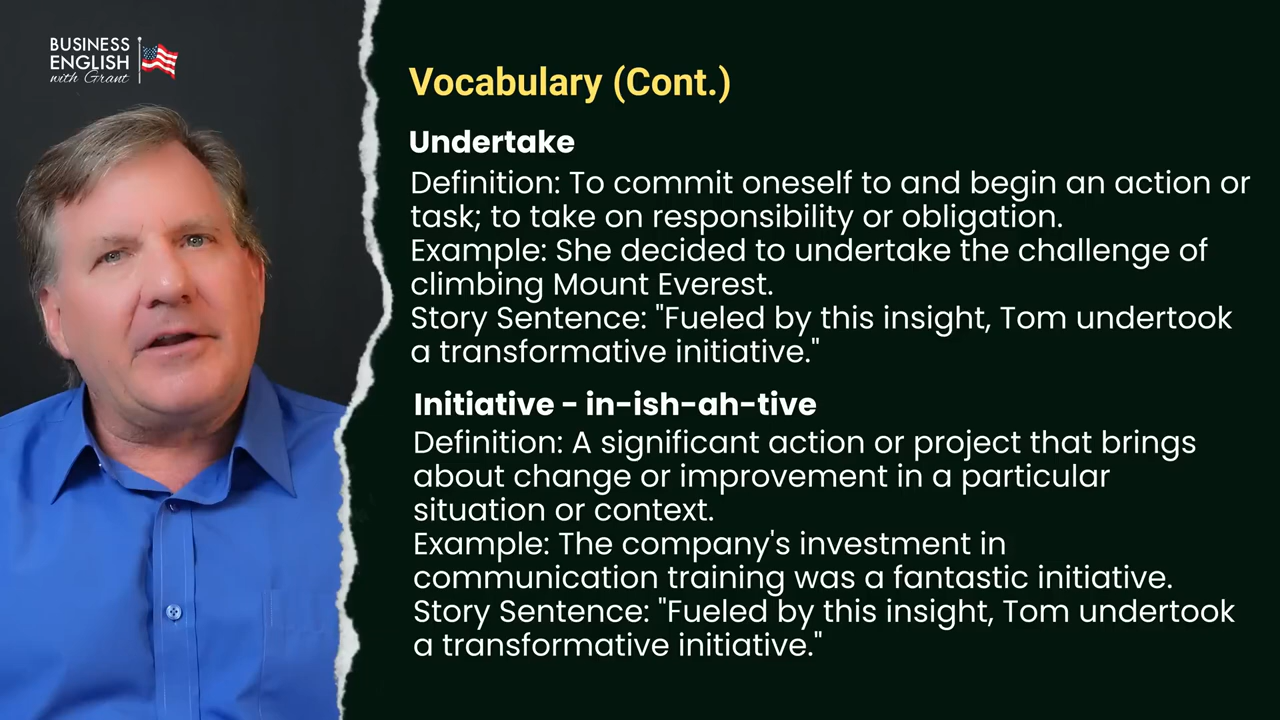 BUSINESS
ENGLISH
with Grant
Vocabulary (Cont.)
Undertake
Definition: To commit oneself to and begin an action or
task; to take on responsibility or obligation.
Example: She decided to undertake the challenge of
climbing Mount Everest.
Story Sentence: "Fueled by this insight, Tom undertook
a transformative initiative."
Initiative - in-ish-ah-tive
Definition: A significant action or project that brings
about change or improvement in a particular
situation or context.
Example: The company's investment in
communication training was a fantastic initiative.
Story Sentence: "Fueled by this insight, Tom undertook
a transformative initiative."